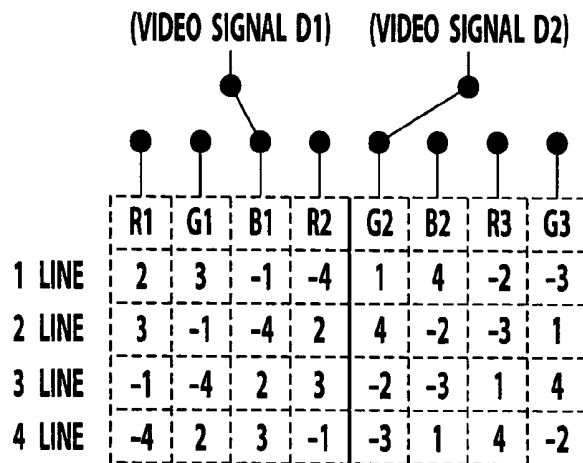 (VIDEO SIGNAL D1) (VIDEO SIGNAL D2)
R1 G1 B1 R2 G2 B2 R3 G3
1 LINE 2 3 -1 -4 1 4 -2 -3
2 LINE 3 -1 -4 2 4 -2 -3 1
3 LINE -1 -4 2 3 -2 -3 1 4
4 LINE -4 2 3 -1 -3 1 4 -2